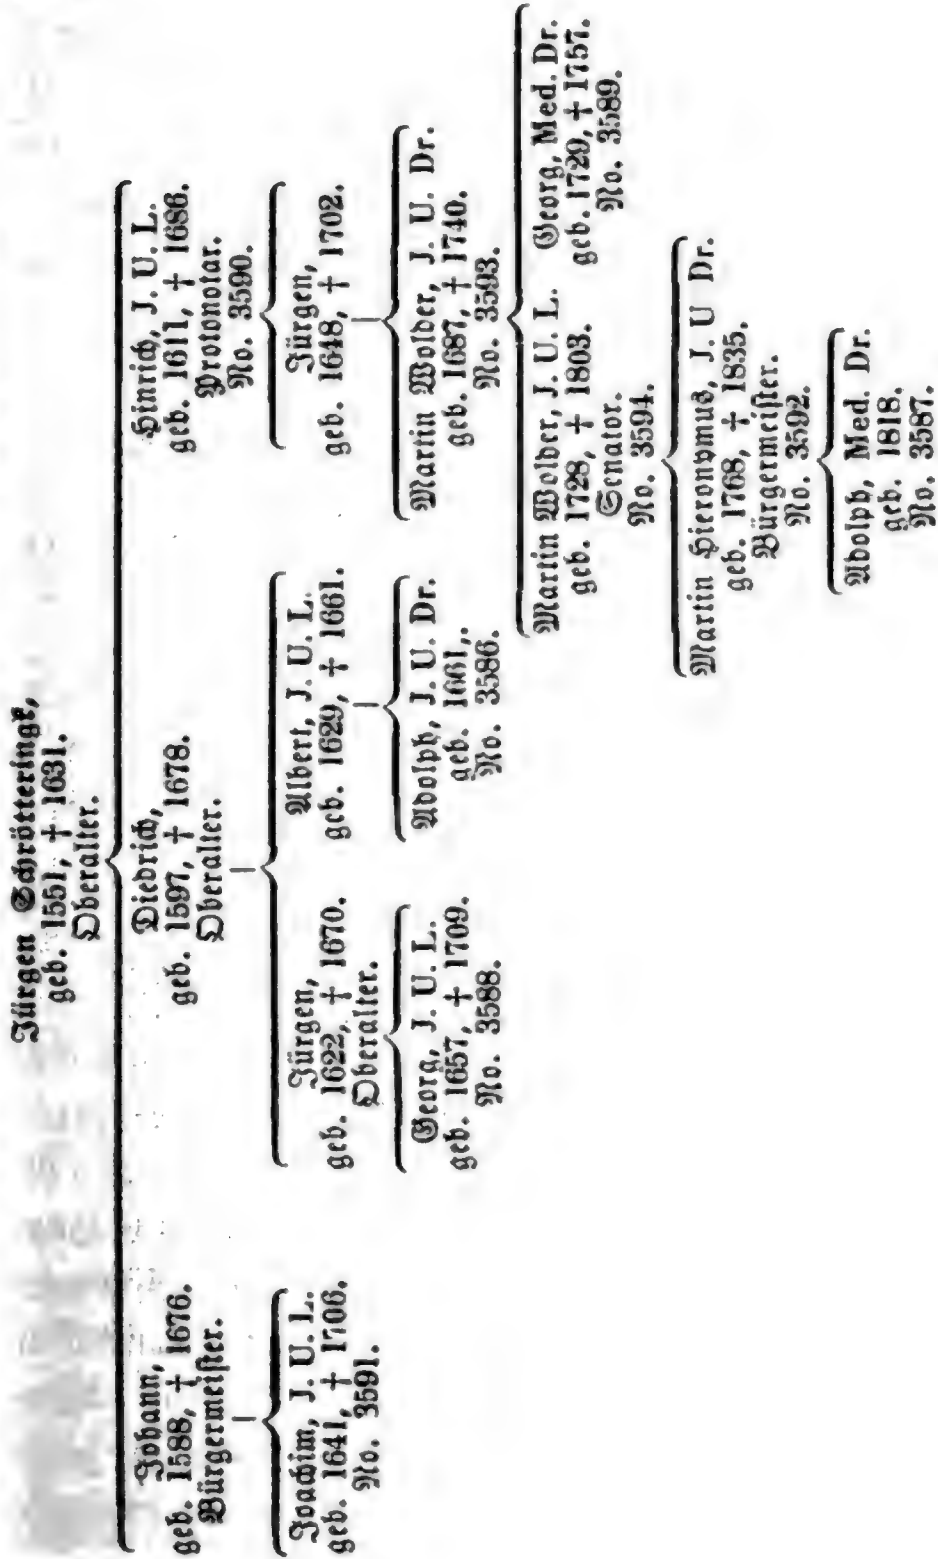 Jürgen Schrötteringk,
geb. 1551, † 1631.
Oberalter.
Johann,
geb. 1588, † 1676.
Bürgermeister.
Diedrich,
geb. 1597, † 1678.
Oberalter.
Hinrich, J. U. L.
geb. 1611, † 1686.
Protonotar.
No. 3590.
Joachim, J. U. L.
geb. 1641, † 1706.
No. 3591.
Jürgen,
geb. 1622, † 1670.
Oberalter.
Albert, J. U. L.
geb. 1629, † 1661.
Jürgen,
geb. 1648, † 1702.
Georg, J. U. L.
geb. 1657, † 1709.
No. 3588.
Adolph, J. U. Dr.
geb. 1661,.
No. 3586.
Martin Wolder, J. U. Dr.
geb. 1687, † 1740.
No. 3593.
Martin Wolder, J. U. L.
geb. 1728, † 1803.
Senator.
No. 3594.
Georg, Med. Dr.
geb. 1729, † 1757.
No. 3589.
Martin Hieronymus, J. U Dr.
geb. 1768, † 1835.
Bürgermeister.
No. 3592.
Adolph, Med. Dr.
geb. 1818.
No. 3587.